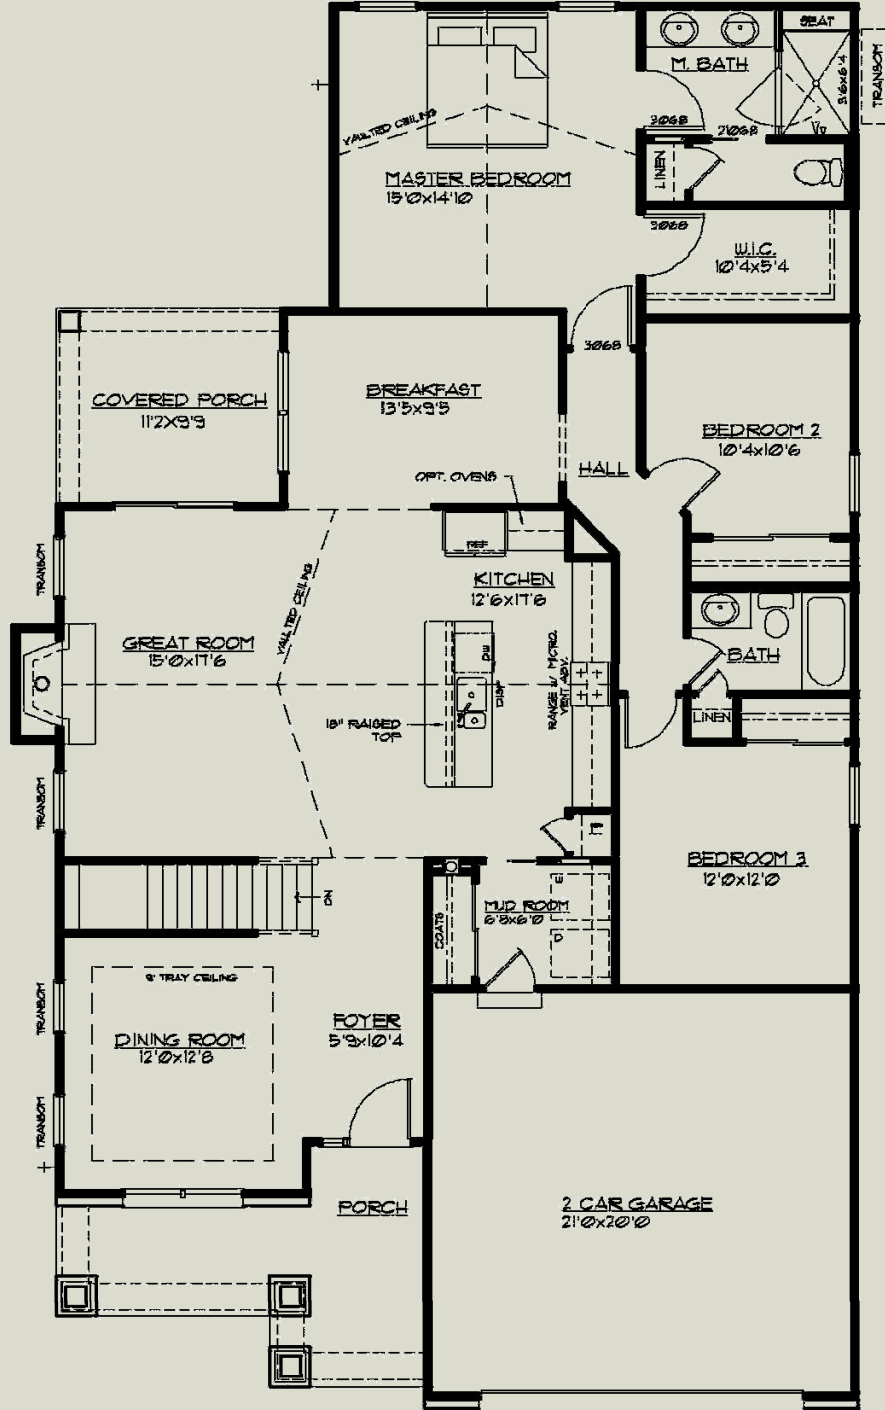 SEAT
M. BATH
3'6x6'4
TRANSOM
VAULTED CEILING
3068
21068
LINEN
MASTER BEDROOM
15'0x14'10
3068
W.I.C.
10'4x5'4
3068
COVERED PORCH
11'2X9'9
BREAKFAST
13'5x9'5
BEDROOM 2
10'4x10'6
HALL
OPT. OVENS
REF
TRANSOM
VAULTED CEILING
KITCHEN
12'6x17'6
GREAT ROOM
15'0x17'6
DW
DISP
RANGE W/ MICRO.
VENT ABV.
BATH
18" RAISED
TOP
LINEN
TRANSOM
BEDROOM 3
12'0x12'0
DN
COATS
MUD ROOM
6'8x6'0
D
9' TRAY CEILING
TRANSOM
FOYER
5'9x10'4
DINING ROOM
12'0x12'8
TRANSOM
PORCH
2 CAR GARAGE
21'0x20'0